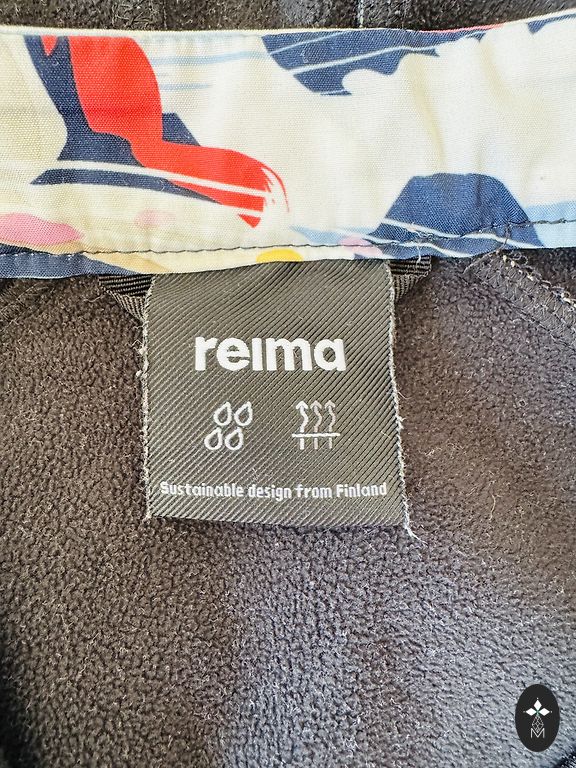 reima
Sustainable design from Finland
M